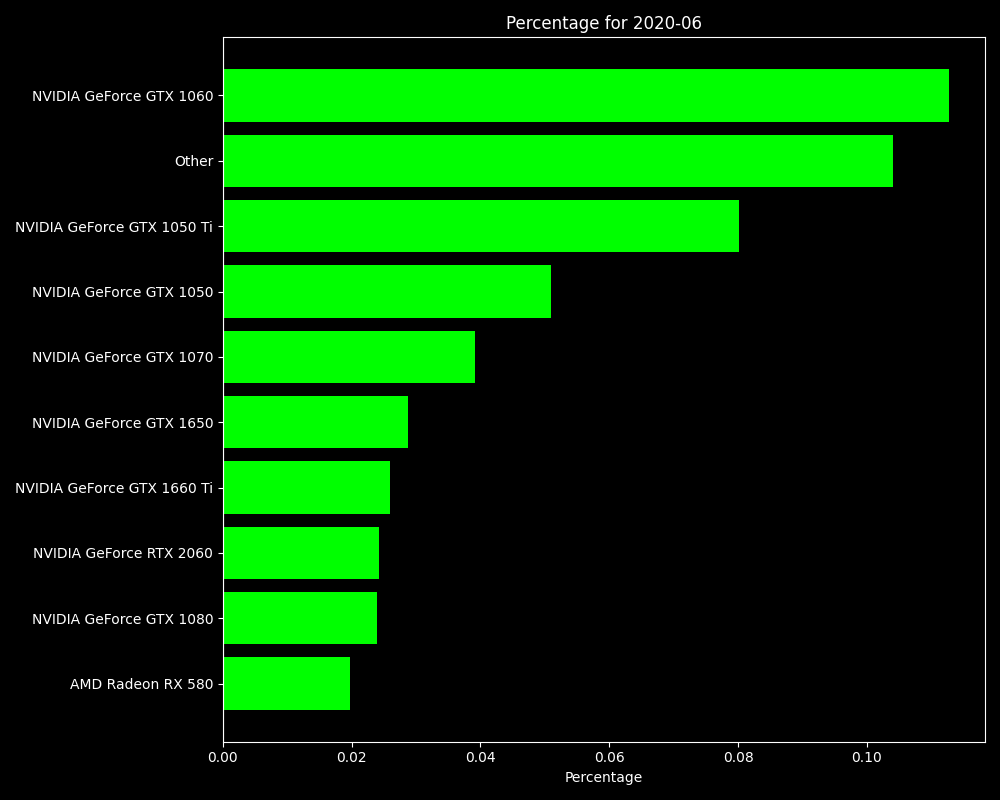 Percentage for 2020-06
NVIDIA GeForce GTX 1060
Other
NVIDIA GeForce GTX 1050 Ti
NVIDIA GeForce GTX 1050
NVIDIA GeForce GTX 1070
NVIDIA GeForce GTX 1650
NVIDIA GeForce GTX 1660 Ti
NVIDIA GeForce RTX 2060
NVIDIA GeForce GTX 1080
AMD Radeon RX 580
0.00 0.02 0.04 0.06 0.08 0.10
Percentage